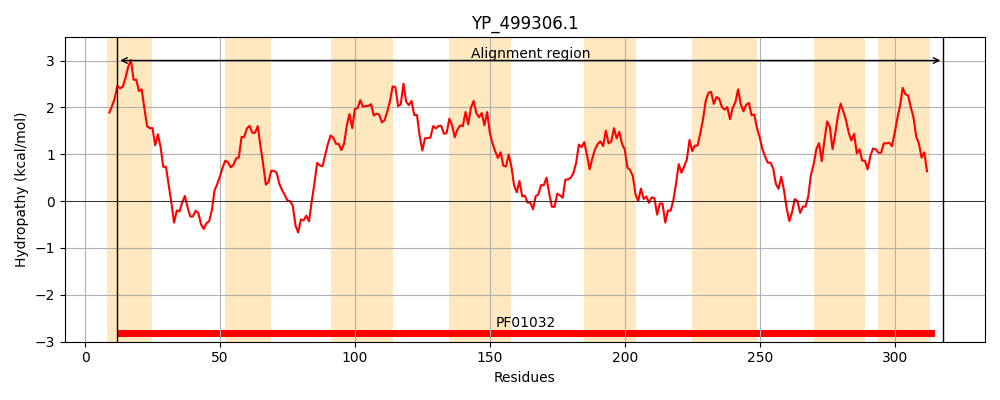 YP_499306.1
Alignment region
Hydropathy (kcal/mol)
3
2
1
0
−1
−2
−3
PF01032
0
50
100
150
200
250
300
Residues